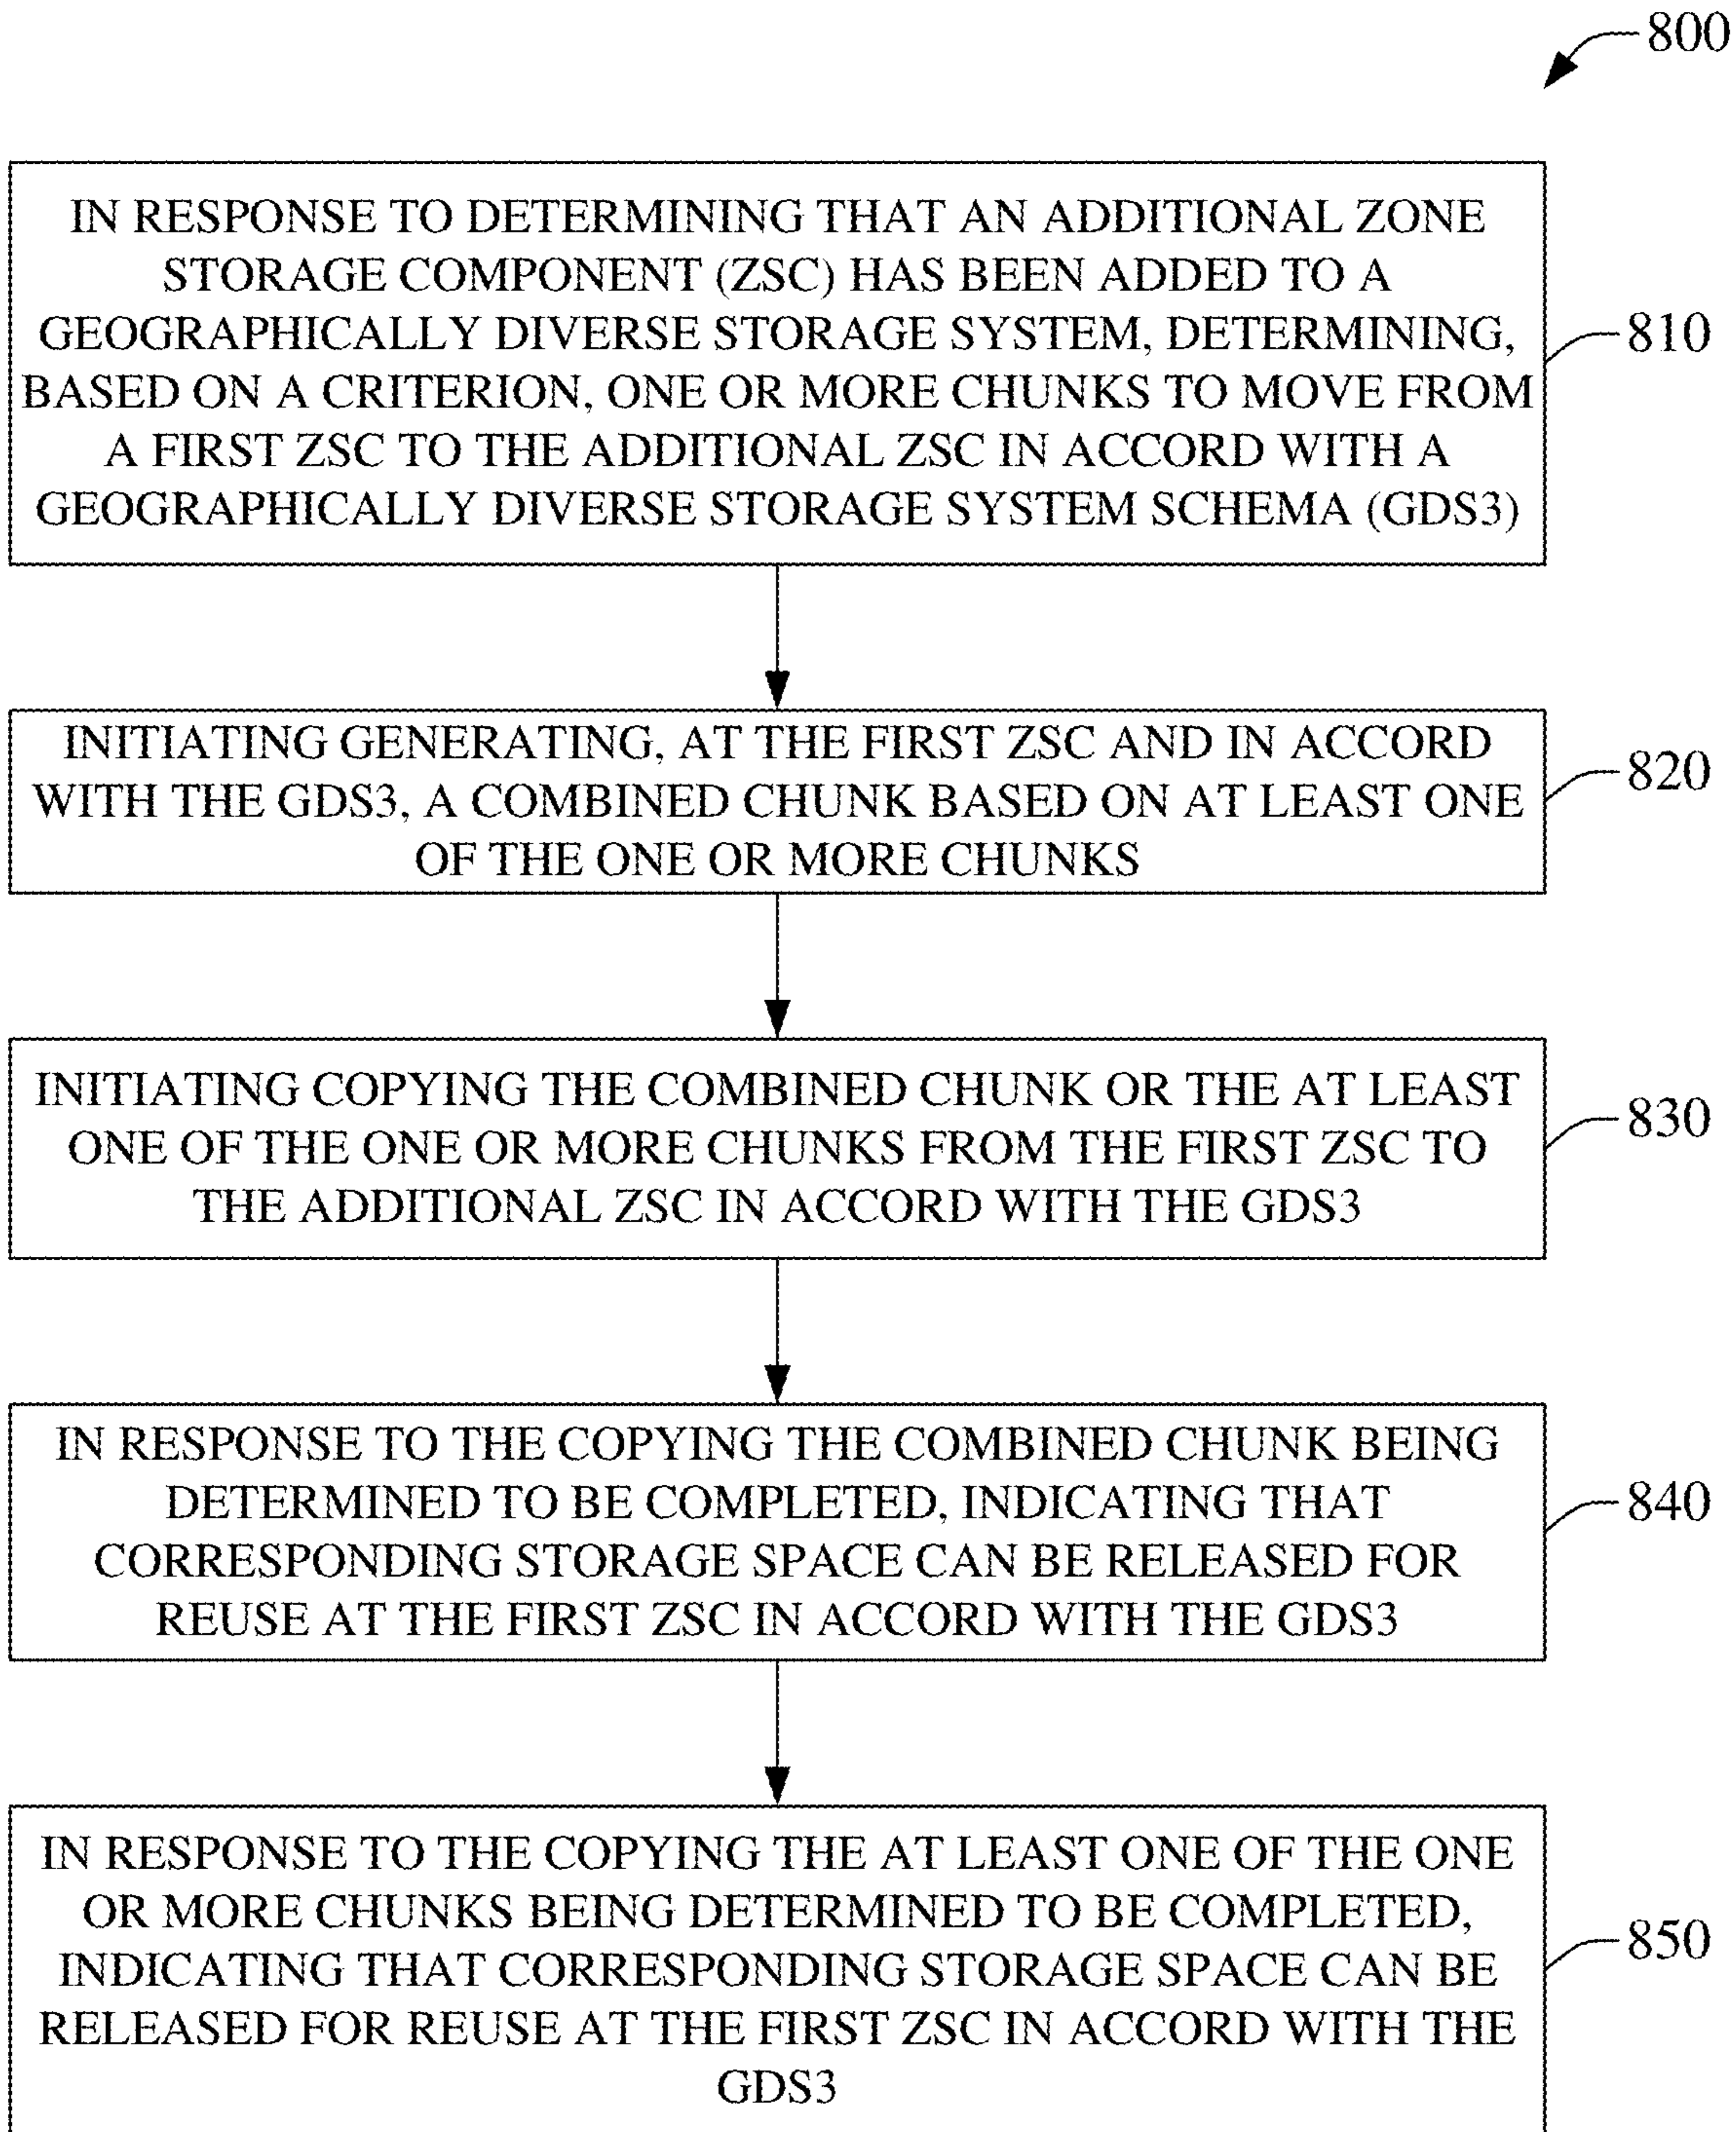 800
IN RESPONSE TO DETERMINING THAT AN ADDITIONAL ZONE
STORAGE COMPONENT (ZSC) HAS BEEN ADDED TO A
GEOGRAPHICALLY DIVERSE STORAGE SYSTEM, DETERMINING,
BASED ON A CRITERION, ONE OR MORE CHUNKS TO MOVE FROM
A FIRST ZSC TO THE ADDITIONAL ZSC IN ACCORD WITH A
GEOGRAPHICALLY DIVERSE STORAGE SYSTEM SCHEMA (GDS3)
810
INITIATING GENERATING, AT THE FIRST ZSC AND IN ACCORD
WITH THE GDS3, A COMBINED CHUNK BASED ON AT LEAST ONE
OF THE ONE OR MORE CHUNKS
820
INITIATING COPYING THE COMBINED CHUNK OR THE AT LEAST
ONE OF THE ONE OR MORE CHUNKS FROM THE FIRST ZSC TO
THE ADDITIONAL ZSC IN ACCORD WITH THE GDS3
830
IN RESPONSE TO THE COPYING THE COMBINED CHUNK BEING
DETERMINED TO BE COMPLETED, INDICATING THAT
CORRESPONDING STORAGE SPACE CAN BE RELEASED FOR
REUSE AT THE FIRST ZSC IN ACCORD WITH THE GDS3
840
IN RESPONSE TO THE COPYING THE AT LEAST ONE OF THE ONE
OR MORE CHUNKS BEING DETERMINED TO BE COMPLETED,
INDICATING THAT CORRESPONDING STORAGE SPACE CAN BE
RELEASED FOR REUSE AT THE FIRST ZSC IN ACCORD WITH THE
GDS3
850